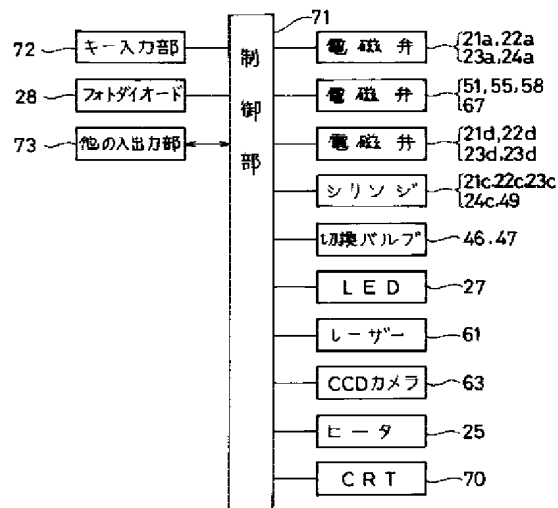 71
72 キー入力部
28 フォトダイオード
73 他の入出力部
制御部
電磁弁 21a,22a
23a,24a
電磁弁 51,55,58
67
電磁弁 21d,22d
23d,23d
シリンジ 21c,22c,23c
24c,49
切換バルブ 46,47
LED 27
レーザー 61
CCDカメラ 63
ヒータ 25
CRT 70